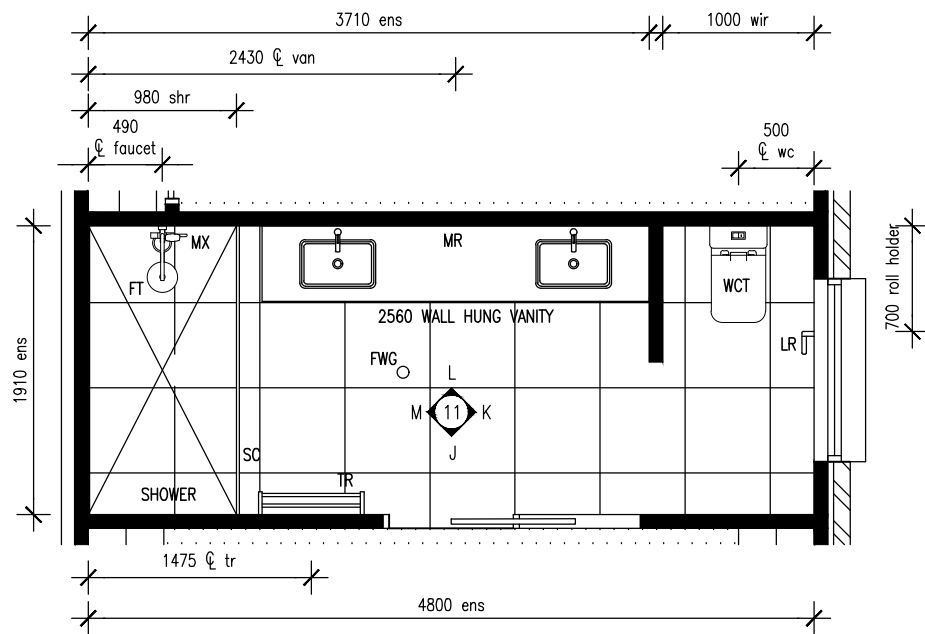 3710 ens
1000 wir
2430 ℄ van
980 shr
490
℄ faucet
500
℄ wc
MX
MR
FT
WCT
700 roll holder
2560 WALL HUNG VANITY
LR
FWG
L
1910 ens
M 11 K
J
SC
TR
SHOWER
1475 ℄ tr
4800 ens